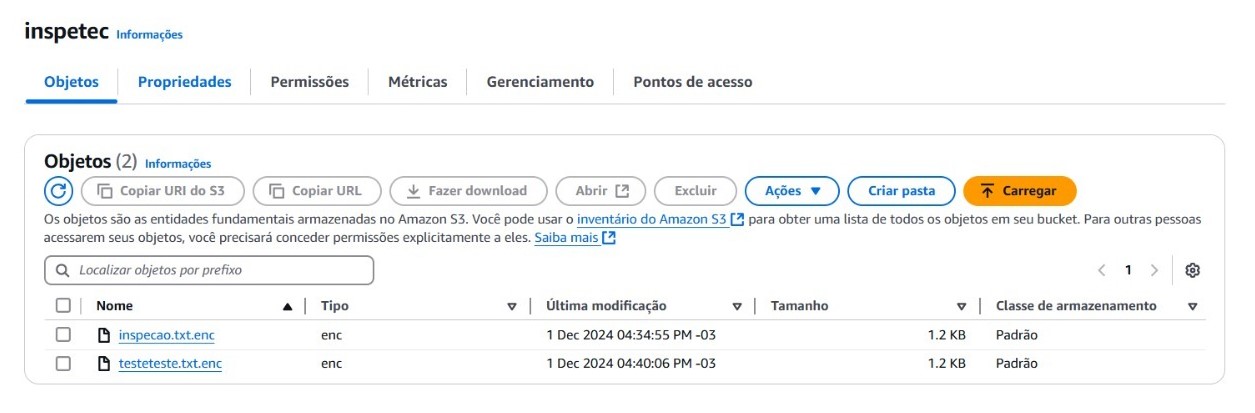 inspetec Informações
Objetos Propriedades Permissões Métricas Gerenciamento Pontos de acesso
Objetos (2) Informações
Copiar URI do S3 Copiar URL Fazer download Abrir Excluir Ações Criar pasta Carregar
Os objetos são as entidades fundamentais armazenadas no Amazon S3. Você pode usar o inventário do Amazon S3 para obter uma lista de todos os objetos em seu bucket. Para outras pessoas
acessarem seus objetos, você precisará conceder permissões explicitamente a eles. Saiba mais
Localizar objetos por prefixo 1
Nome Tipo Última modificação Tamanho Classe de armazenamento
inspecao.txt.enc enc 1 Dec 2024 04:34:55 PM -03 1.2 KB Padrão
testeteste.txt.enc enc 1 Dec 2024 04:40:06 PM -03 1.2 KB Padrão